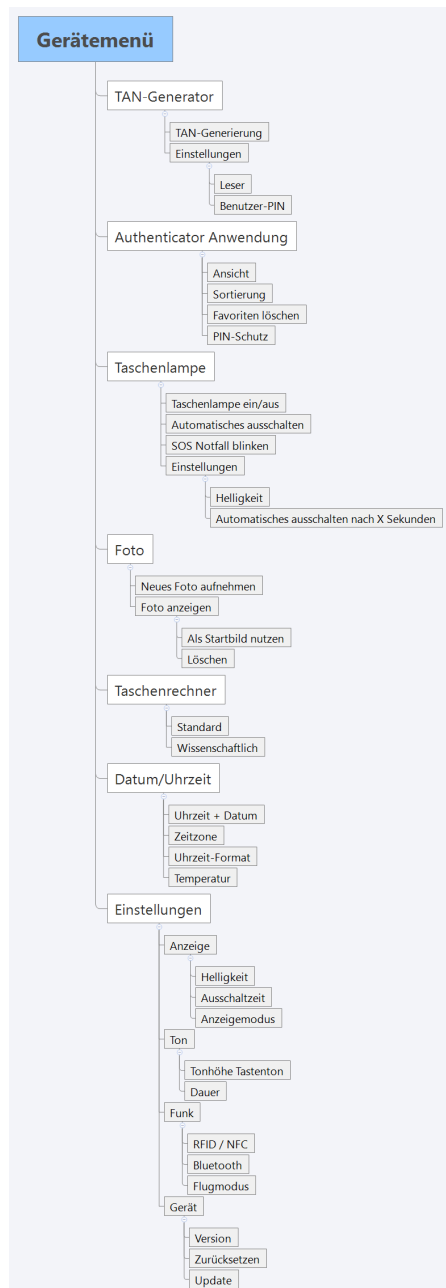 Gerätemenü
TAN-Generator
TAN-Generierung
Einstellungen
Leser
Benutzer-PIN
Authenticator Anwendung
Ansicht
Sortierung
Favoriten löschen
PIN-Schutz
Taschenlampe
Taschenlampe ein/aus
Automatisches ausschalten
SOS Notfall blinken
Einstellungen
Helligkeit
Automatisches ausschalten nach X Sekunden
Foto
Neues Foto aufnehmen
Foto anzeigen
Als Startbild nutzen
Löschen
Taschenrechner
Standard
Wissenschaftlich
Datum/Uhrzeit
Uhrzeit + Datum
Zeitzone
Uhrzeit-Format
Temperatur
Einstellungen
Anzeige
Helligkeit
Ausschaltzeit
Anzeigemodus
Ton
Tonhöhe Tastenton
Dauer
Funk
RFID / NFC
Bluetooth
Flugmodus
Gerät
Version
Zurücksetzen
Update